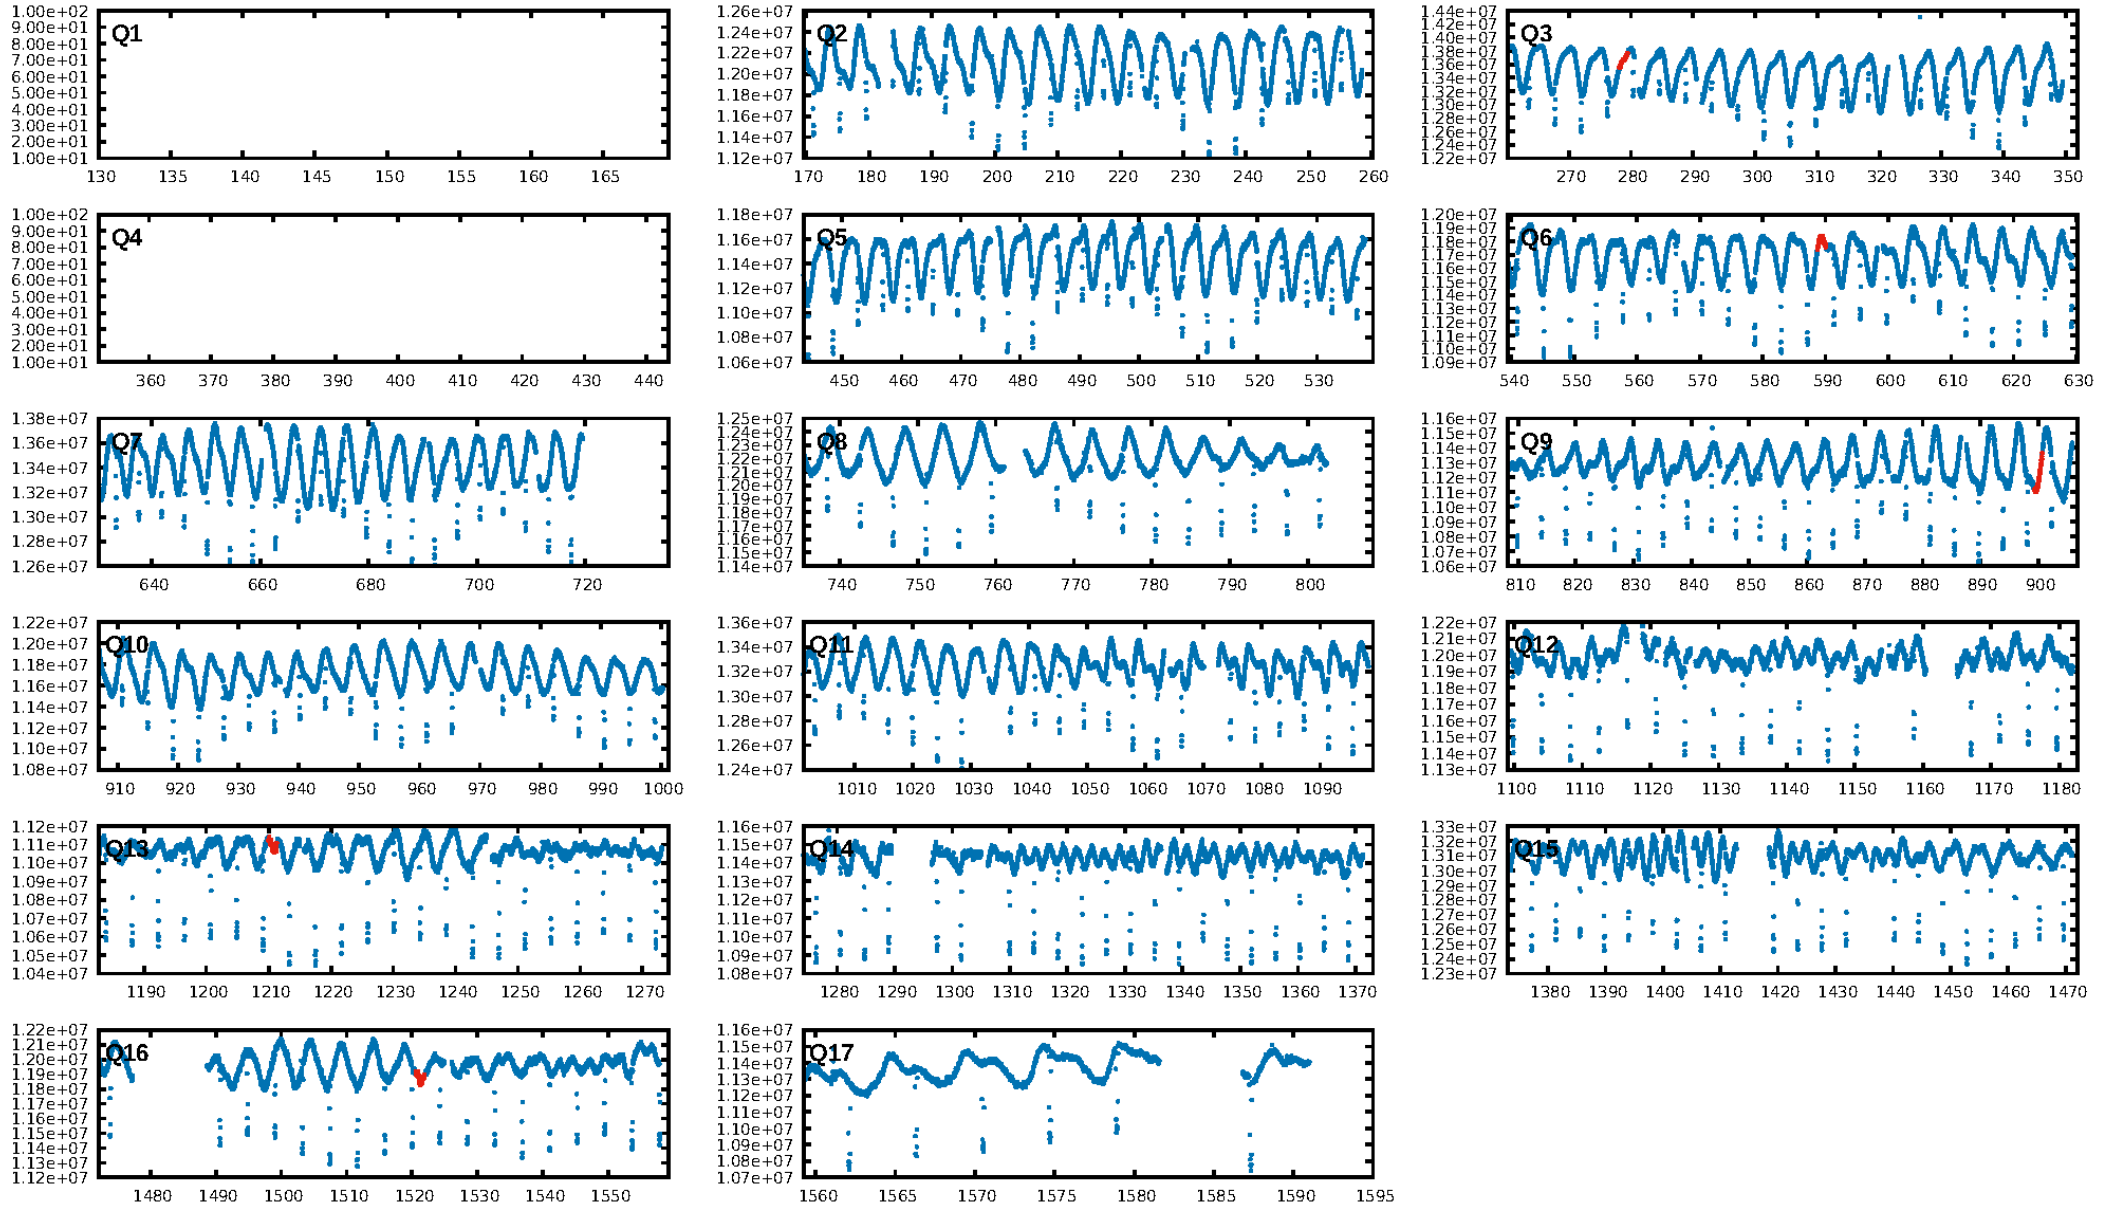 1.00e+02
9.00e+01
8.00e+01
7.00e+01
6.00e+01
5.00e+01
4.00e+01
3.00e+01
2.00e+01
1.00e+01
Q1
130 135 140 145 150 155 160 165
1.26e+07
1.24e+07
1.22e+07
1.20e+07
1.18e+07
1.16e+07
1.14e+07
1.12e+07
Q2
170 180 190 200 210 220 230 240 250 260
1.44e+07
1.42e+07
1.40e+07
1.38e+07
1.36e+07
1.34e+07
1.32e+07
1.30e+07
1.28e+07
1.26e+07
1.24e+07
1.22e+07
Q3
270 280 290 300 310 320 330 340 350
1.00e+02
9.00e+01
8.00e+01
7.00e+01
6.00e+01
5.00e+01
4.00e+01
3.00e+01
2.00e+01
1.00e+01
Q4
360 370 380 390 400 410 420 430 440
1.18e+07
1.16e+07
1.14e+07
1.12e+07
1.10e+07
1.08e+07
1.06e+07
Q5
450 460 470 480 490 500 510 520 530
1.20e+07
1.19e+07
1.18e+07
1.17e+07
1.16e+07
1.15e+07
1.14e+07
1.13e+07
1.12e+07
1.11e+07
1.10e+07
1.09e+07
Q6
540 550 560 570 580 590 600 610 620 630
1.38e+07
1.36e+07
1.34e+07
1.32e+07
1.30e+07
1.28e+07
1.26e+07
Q7
640 660 680 700 720
1.25e+07
1.24e+07
1.23e+07
1.22e+07
1.21e+07
1.20e+07
1.19e+07
1.18e+07
1.17e+07
1.16e+07
1.15e+07
1.14e+07
Q8
740 750 760 770 780 790 800
1.16e+07
1.15e+07
1.14e+07
1.13e+07
1.12e+07
1.11e+07
1.10e+07
1.09e+07
1.08e+07
1.07e+07
1.06e+07
Q9
810 820 830 840 850 860 870 880 890 900
1.22e+07
1.20e+07
1.18e+07
1.16e+07
1.14e+07
1.12e+07
1.10e+07
1.08e+07
Q10
910 920 930 940 950 960 970 980 990 1000
1.36e+07
1.34e+07
1.32e+07
1.30e+07
1.28e+07
1.26e+07
1.24e+07
Q11
1010 1020 1030 1040 1050 1060 1070 1080 1090
1.22e+07
1.21e+07
1.20e+07
1.19e+07
1.18e+07
1.17e+07
1.16e+07
1.15e+07
1.14e+07
1.13e+07
Q12
1100 1110 1120 1130 1140 1150 1160 1170 1180
1.12e+07
1.11e+07
1.10e+07
1.09e+07
1.08e+07
1.07e+07
1.06e+07
1.05e+07
1.04e+07
Q13
1190 1200 1210 1220 1230 1240 1250 1260 1270
1.16e+07
1.15e+07
1.14e+07
1.13e+07
1.12e+07
1.11e+07
1.10e+07
1.09e+07
1.08e+07
Q14
1280 1290 1300 1310 1320 1330 1340 1350 1360 1370
1.33e+07
1.32e+07
1.31e+07
1.30e+07
1.29e+07
1.28e+07
1.27e+07
1.26e+07
1.25e+07
1.24e+07
1.23e+07
Q15
1380 1390 1400 1410 1420 1430 1440 1450 1460 1470
1.22e+07
1.21e+07
1.20e+07
1.19e+07
1.18e+07
1.17e+07
1.16e+07
1.15e+07
1.14e+07
1.13e+07
1.12e+07
Q16
1480 1490 1500 1510 1520 1530 1540 1550
1.16e+07
1.15e+07
1.14e+07
1.13e+07
1.12e+07
1.11e+07
1.10e+07
1.09e+07
1.08e+07
1.07e+07
Q17
1560 1565 1570 1575 1580 1585 1590 1595